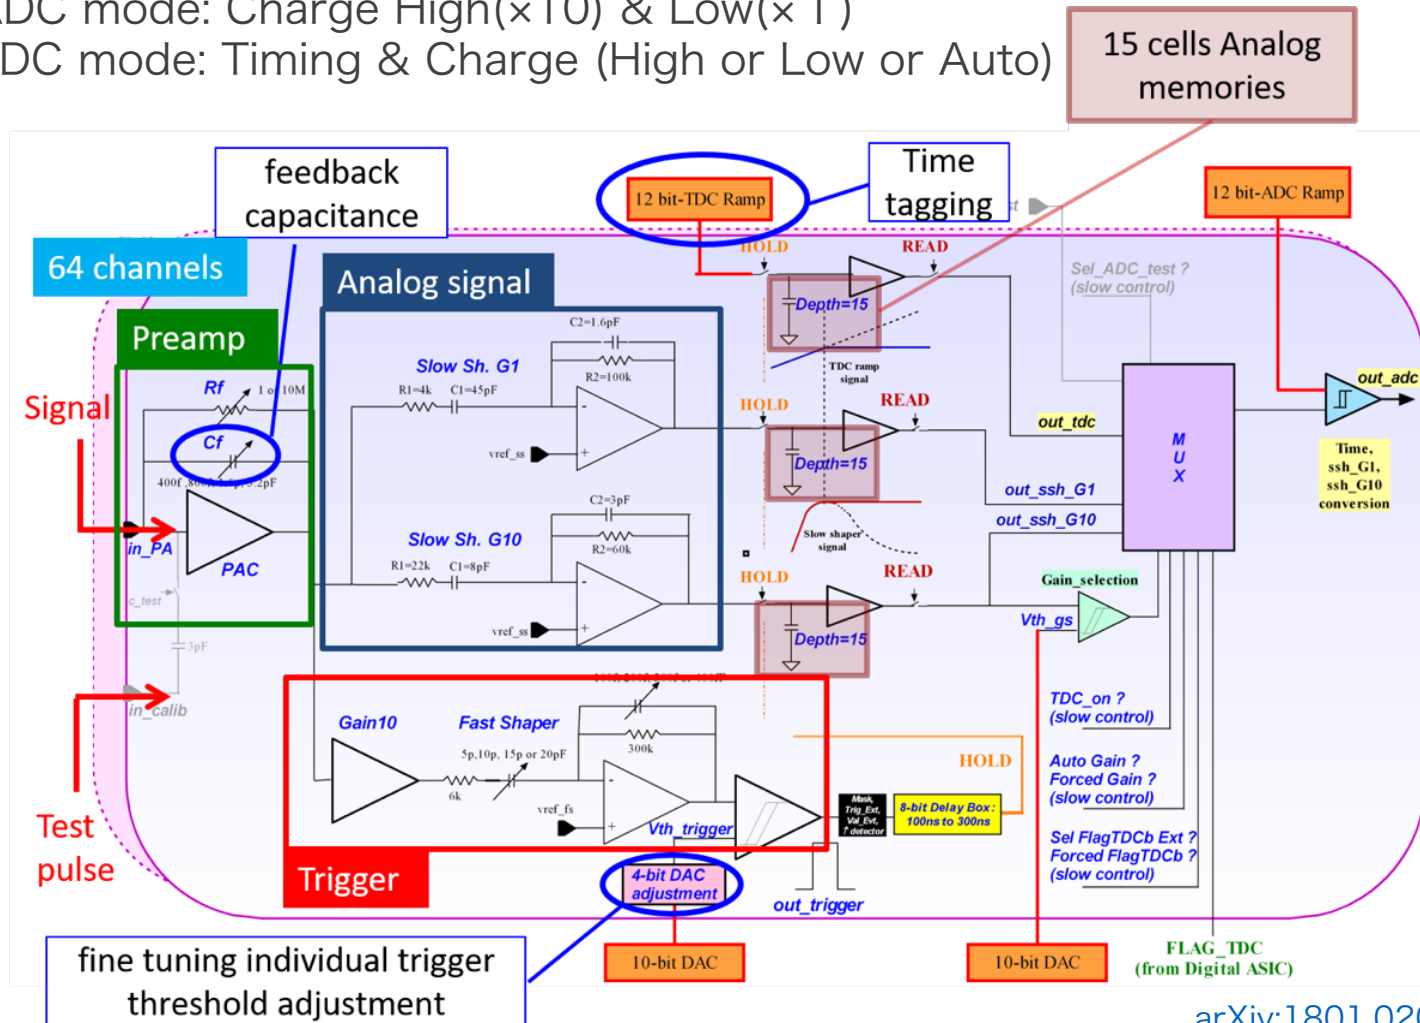 ADC mode: Charge High(×10) & Low(×1)
DC mode: Timing & Charge (High or Low or Auto)
15 cells Analog
memories
feedback
capacitance
12 bit-TDC Ramp
Time
tagging
12 bit-ADC Ramp
64 channels
Analog signal
HOLD
READ
Sel_ADC_test ?
(slow control)
Depth=15
Preamp
C2=1.6pF
R2=100k
Slow Sh. G1
R1=4k
C1=45pF
TDC ramp
signal
Rf
1 or 10M
Signal
Cf
HOLD
READ
out_tdc
out_adc
vref_ss
Depth=15
MUX
Time,
ssh_G1,
ssh_G10
conversion
C2=3pF
R2=60k
out_ssh_G1
out_ssh_G10
in_PA
PAC
Slow Sh. G10
R1=22k
C1=8pF
Slow shaper
signal
c_test
HOLD
READ
Gain_selection
Vth_gs
vref_ss
Depth=15
3pF
in_calib
TDC_on ?
(slow control)
Gain10
Fast Shaper
5p,10p, 15p or 20pF
6k
300k
HOLD
Auto Gain ?
Forced Gain ?
(slow control)
vref_fs
Vth_trigger
Mask,
Trig_Ext,
Val_Evt,
↑ detector
8-bit Delay Box :
100ns to 300ns
Test
pulse
Sel FlagTDCb Ext ?
Forced FlagTDCb ?
(slow control)
Trigger
4-bit DAC
adjustment
out_trigger
fine tuning individual trigger
threshold adjustment
10-bit DAC
10-bit DAC
FLAG_TDC
(from Digital ASIC)